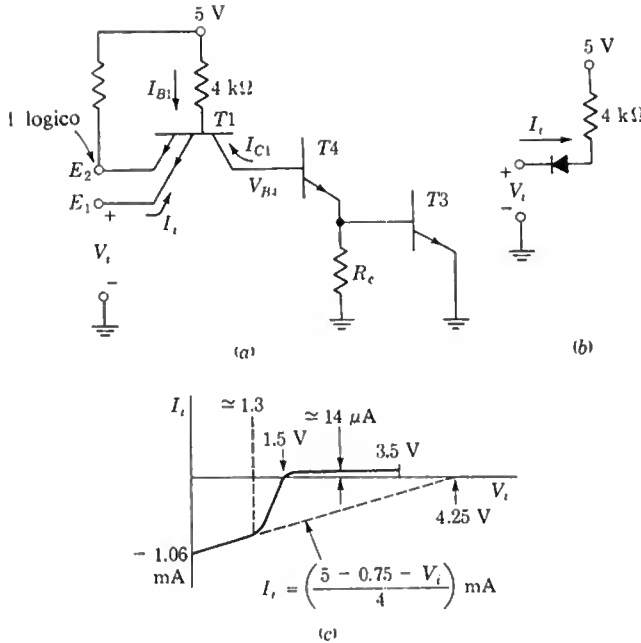 5 V
I_{B1}
4 kΩ
T1
1 logico
I_{C1}
T4
E_2
V_{B4}
T3
E_1
+
I_i
V_i
−
R_e
(a)
5 V
4 kΩ
I_i
+
V_i
−
(b)
I_i
≃ 1.3
≃ 14 μA
1.5 V
3.5 V
V_i
4.25 V
− 1.06
mA
I_i = ( (5 − 0.75 − V_i) / 4 ) mA
(c)